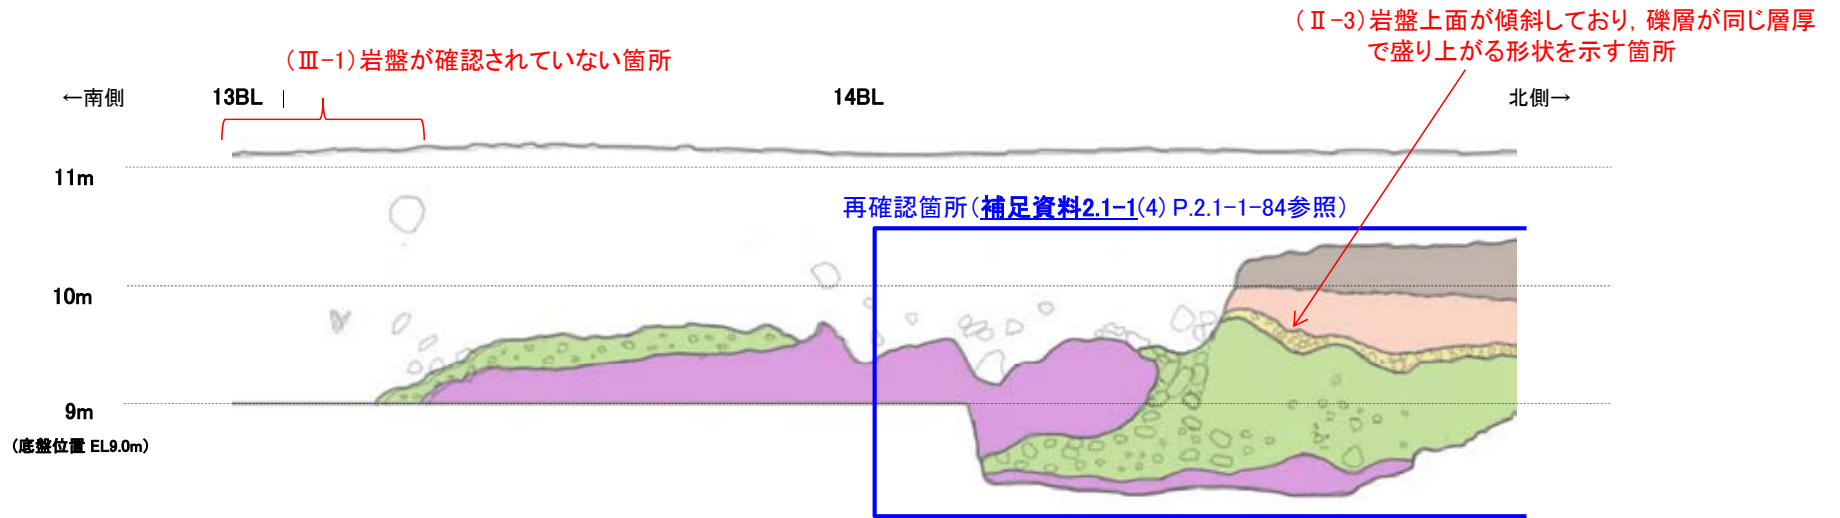 (Ⅱ-3)岩盤上面が傾斜しており,礫層が同じ層厚
で盛り上がる形状を示す箇所
(Ⅲ-1)岩盤が確認されていない箇所
←南側 13BL | 14BL 北側→
11m
再確認箇所(補足資料2.1-1(4) P.2.1-1-84参照)
10m
9m
(底盤位置 EL9.0m)